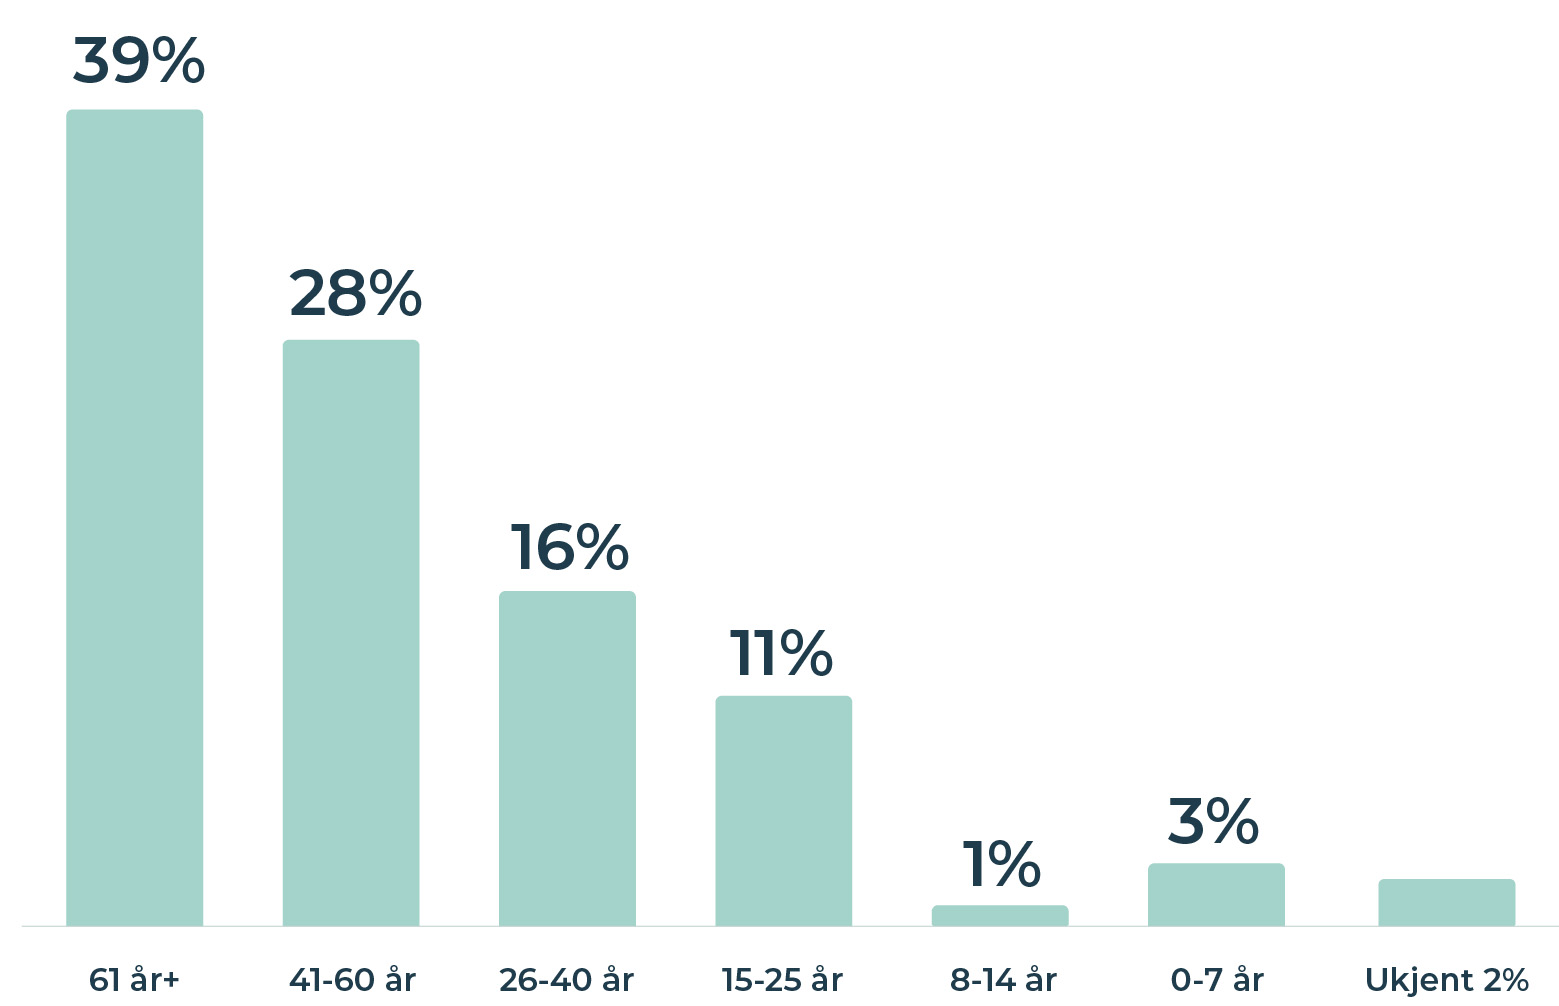 39%
28%
16%
11%
1%
3%
61 år+
41-60 år
26-40 år
15-25 år
8-14 år
0-7 år
Ukjent 2%